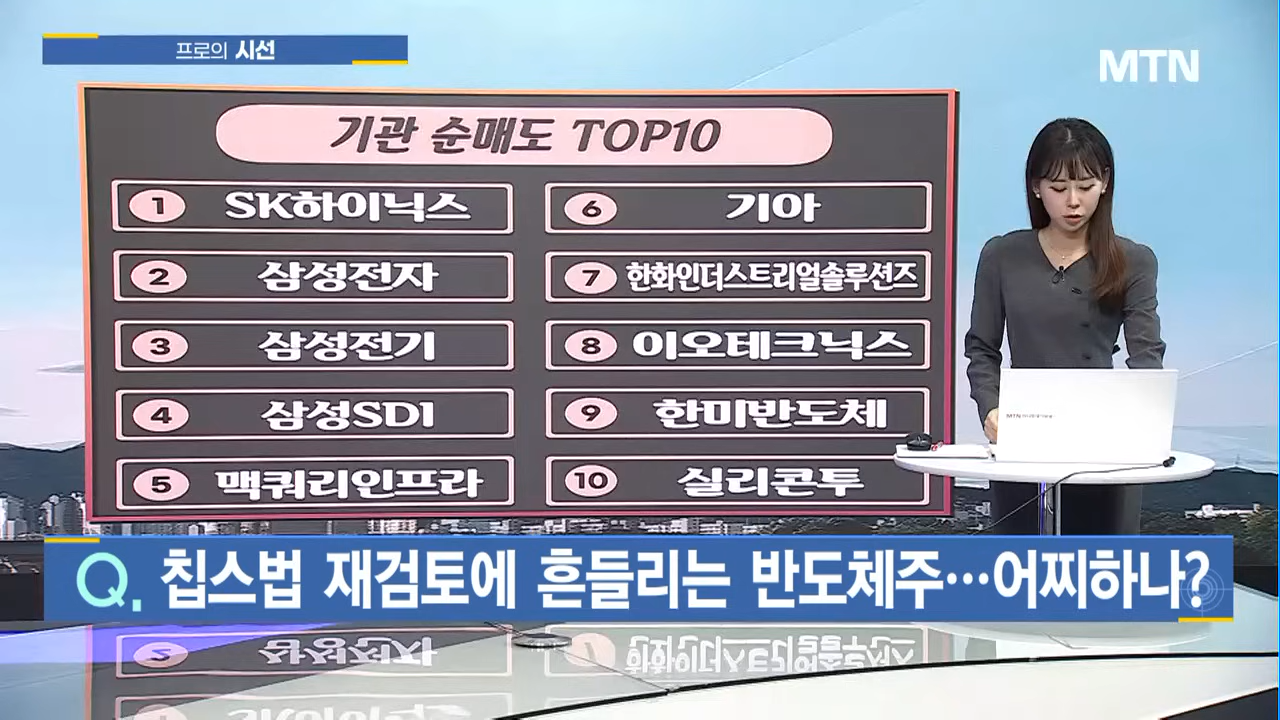 프로의 시선
MTN
기관 순매도 TOP10
1 SK하이닉스
2 삼성전자
3 삼성전기
4 삼성SDI
5 맥쿼리인프라
6 기아
7 한화인더스트리얼솔루션즈
8 이오테크닉스
9 한미반도체
10 실리콘투
MTN
Q. 칩스법 재검토에 흔들리는 반도체주…어찌하나?